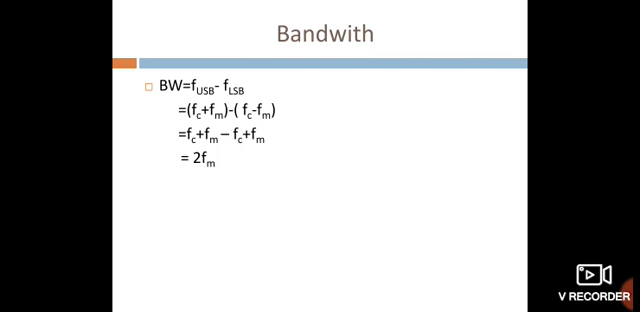 Bandwith
BW=fUSB- fLSB
=(fc+fm)-( fc-fm)
=fc+fm – fc+fm
= 2fm
V RECORDER